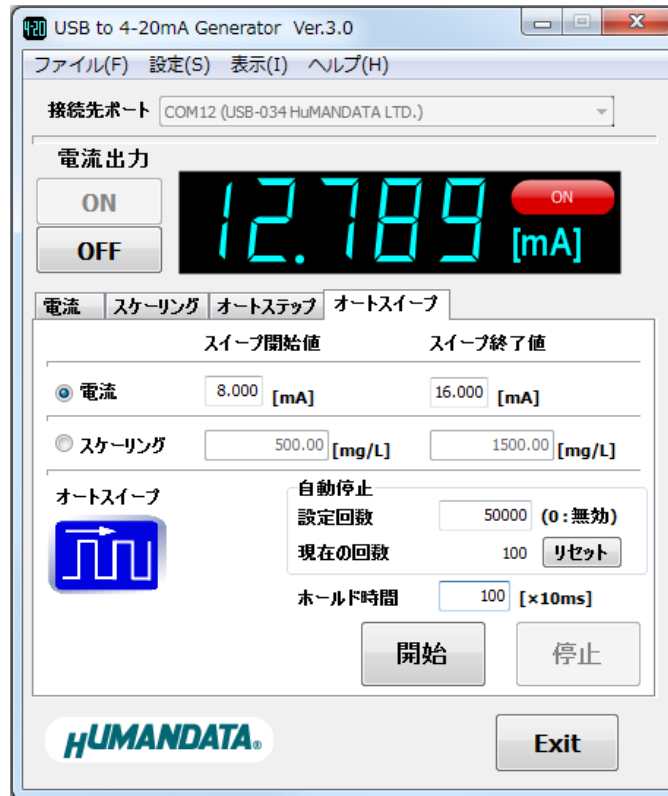 420 USB to 4-20mA Generator Ver.3.0
ファイル(F) 設定(S) 表示(I) ヘルプ(H)
接続先ポート COM12 (USB-034 HuMANDATA LTD.)
電流出力
ON
OFF
12.789 ON [mA]
電流 スケーリング オートステップ オートスイープ
スイープ開始値 スイープ終了値
電流 8.000 [mA] 16.000 [mA]
スケーリング 500.00 [mg/L] 1500.00 [mg/L]
オートスイープ
自動停止
設定回数 50000 (0:無効)
現在の回数 100 リセット
ホールド時間 100 [×10ms]
開始 停止
HUMANDATA®
Exit